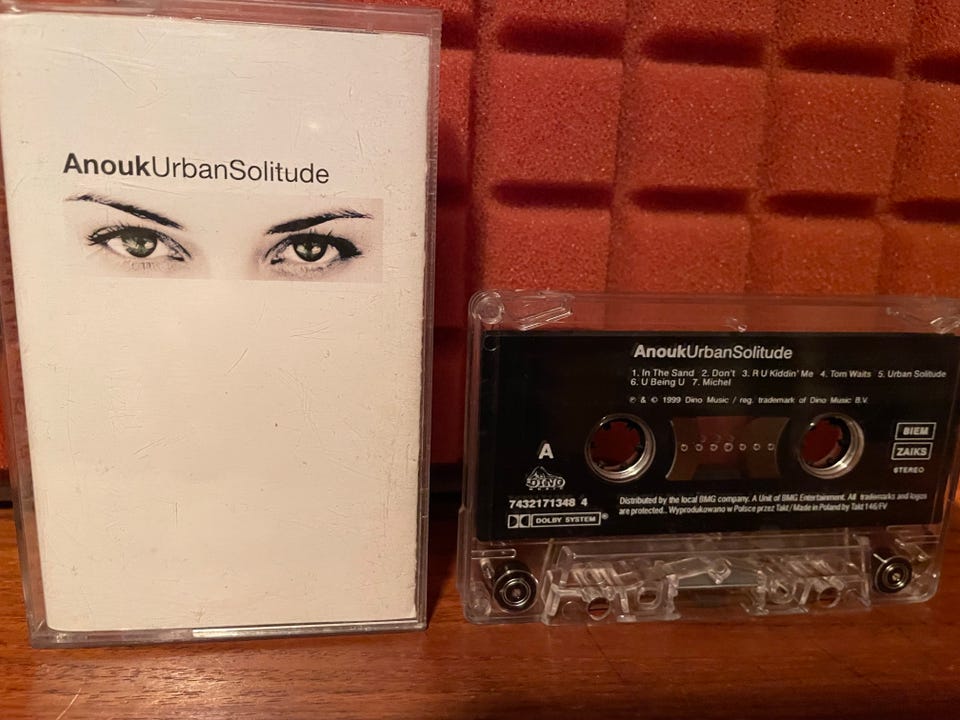 AnoukUrbanSolitude
AnoukUrbanSolitude
1. In The Sand 2. Don't 3. R U Kiddin' Me 4. Tom Waits 5. Urban Solitude
6. U Being U 7. Michel
℗ & © 1999 Dino Music / reg. trademark of Dino Music B.V.
A
DINO
MUSIC
BIEM
ZAIKS
STEREO
7432171348 4
DOLBY SYSTEM®
Distributed by the local BMG company. A Unit of BMG Entertainment. All trademarks and logos
are protected.. Wyprodukowano w Polsce przez Takt / Made in Poland by Takt 146/FV